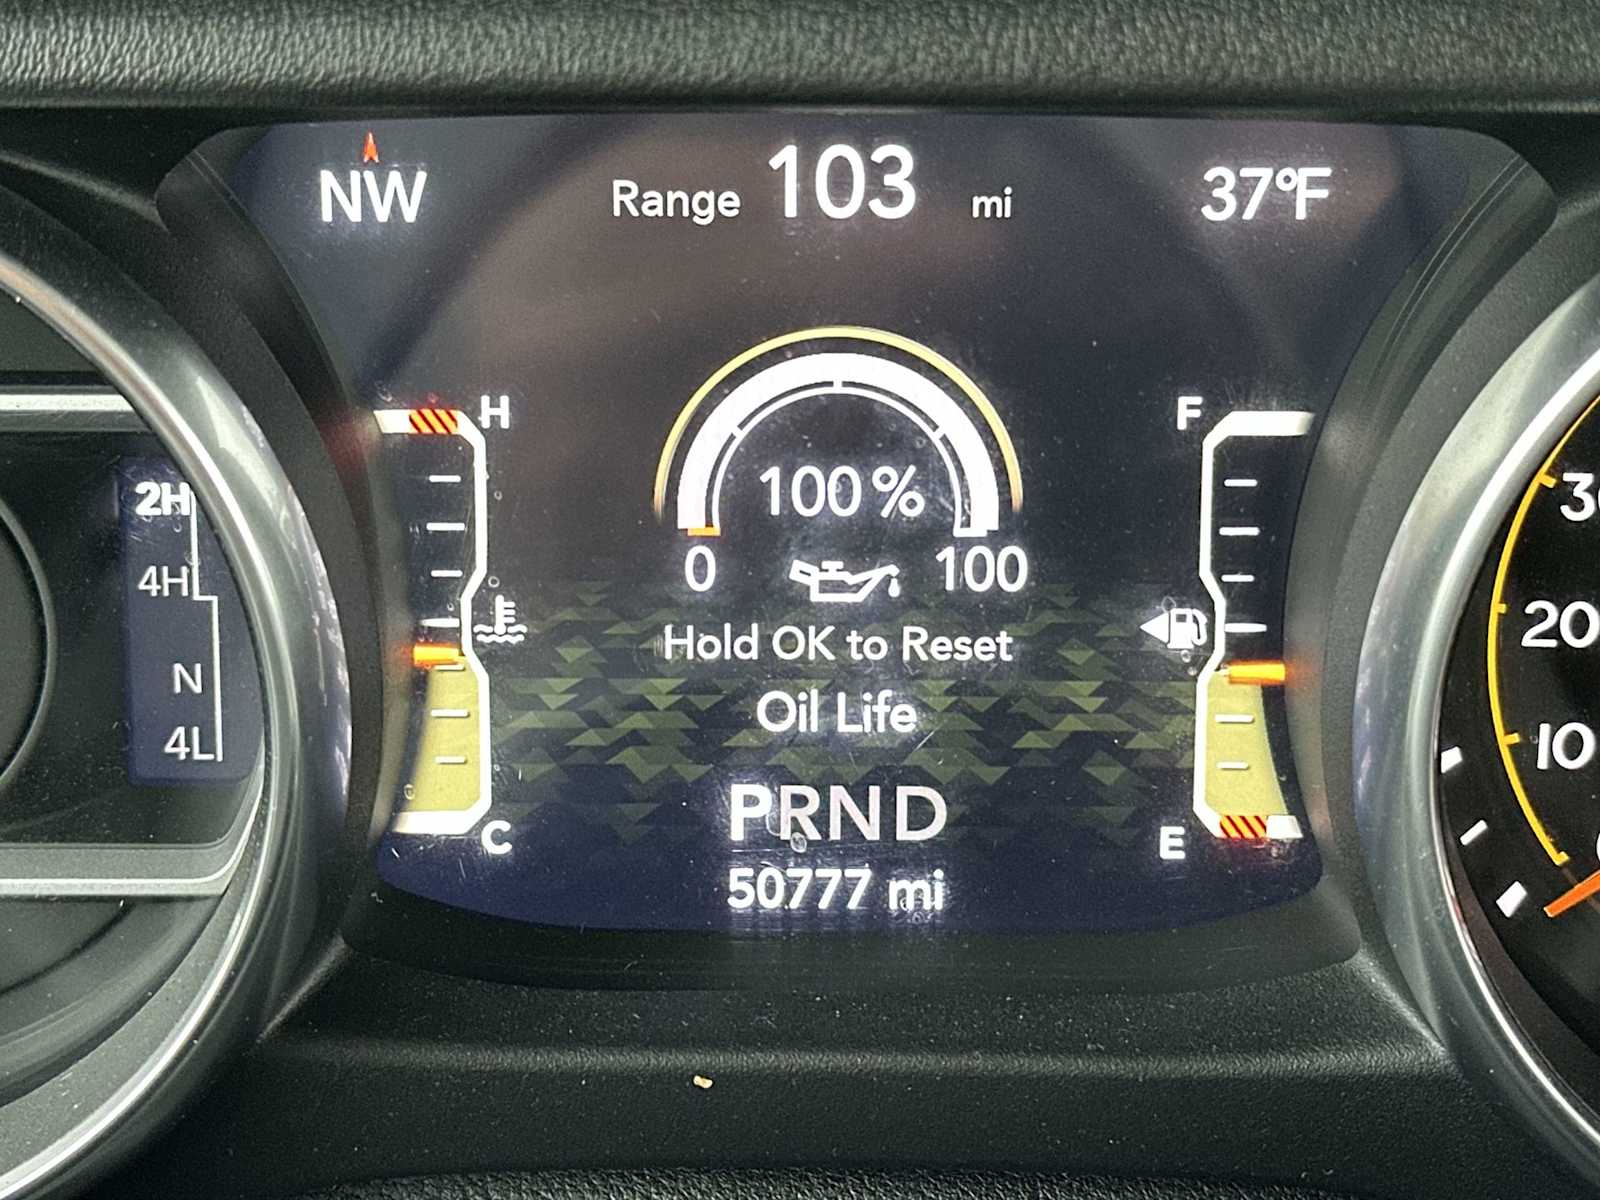 NW Range 103 mi 37°F
H F
2H
4H
N
4L
100%
0 100
Hold OK to Reset
Oil Life
PRND
C E
50777 mi
30
20
10